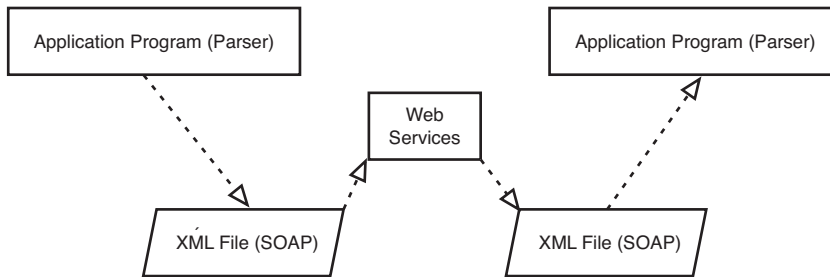 Application Program (Parser)
Application Program (Parser)
Web
Services
XML File (SOAP)
XML File (SOAP)